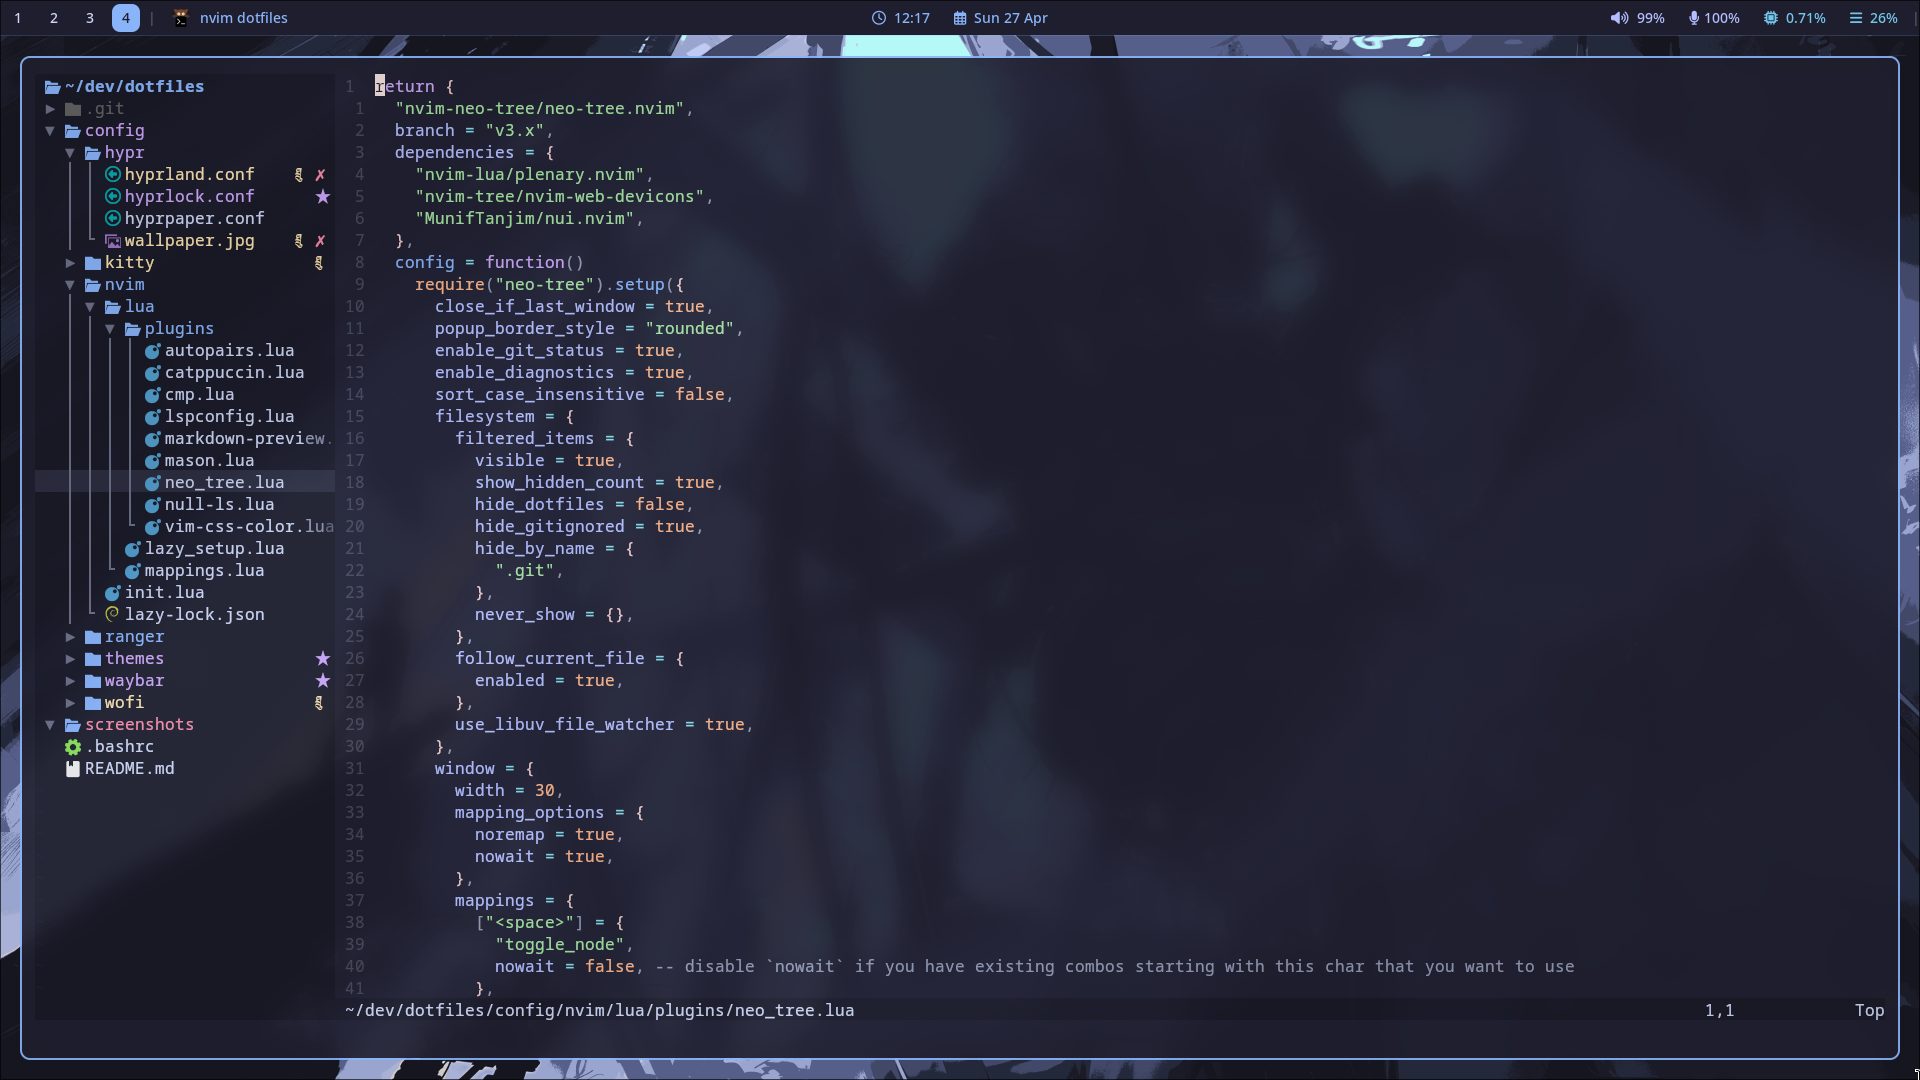 1 2 3 4 | nvim dotfiles 12:17 Sun 27 Apr 99% 100% 0.71% 26%
~/dev/dotfiles
.git
config
hypr
hyprland.conf ✗
hyprlock.conf ★
hyprpaper.conf
wallpaper.jpg ✗
kitty
nvim
lua
plugins
autopairs.lua
catppuccin.lua
cmp.lua
lspconfig.lua
markdown-preview.
mason.lua
neo_tree.lua
null-ls.lua
vim-css-color.lua
lazy_setup.lua
mappings.lua
init.lua
lazy-lock.json
ranger
themes ★
waybar ★
wofi
screenshots
.bashrc
README.md
1 return {
1 "nvim-neo-tree/neo-tree.nvim",
2 branch = "v3.x",
3 dependencies = {
4 "nvim-lua/plenary.nvim",
5 "nvim-tree/nvim-web-devicons",
6 "MunifTanjim/nui.nvim",
7 },
8 config = function()
9 require("neo-tree").setup({
10 close_if_last_window = true,
11 popup_border_style = "rounded",
12 enable_git_status = true,
13 enable_diagnostics = true,
14 sort_case_insensitive = false,
15 filesystem = {
16 filtered_items = {
17 visible = true,
18 show_hidden_count = true,
19 hide_dotfiles = false,
20 hide_gitignored = true,
21 hide_by_name = {
22 ".git",
23 },
24 never_show = {},
25 },
26 follow_current_file = {
27 enabled = true,
28 },
29 use_libuv_file_watcher = true,
30 },
31 window = {
32 width = 30,
33 mapping_options = {
34 noremap = true,
35 nowait = true,
36 },
37 mappings = {
38 ["<space>"] = {
39 "toggle_node",
40 nowait = false, -- disable `nowait` if you have existing combos starting with this char that you want to use
41 },
~/dev/dotfiles/config/nvim/lua/plugins/neo_tree.lua 1,1 Top